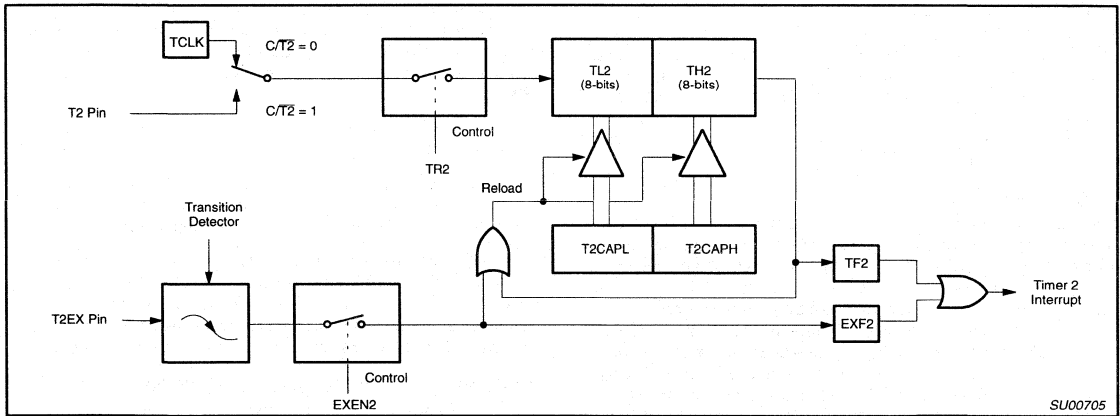 TCLK
C/T2 = 0
T2 Pin
C/T2 = 1
Control
TR2
TL2
(8-bits)
TH2
(8-bits)
Reload
Transition
Detector
T2CAPL
T2CAPH
TF2
Timer 2
Interrupt
T2EX Pin
EXF2
Control
EXEN2
SU00705